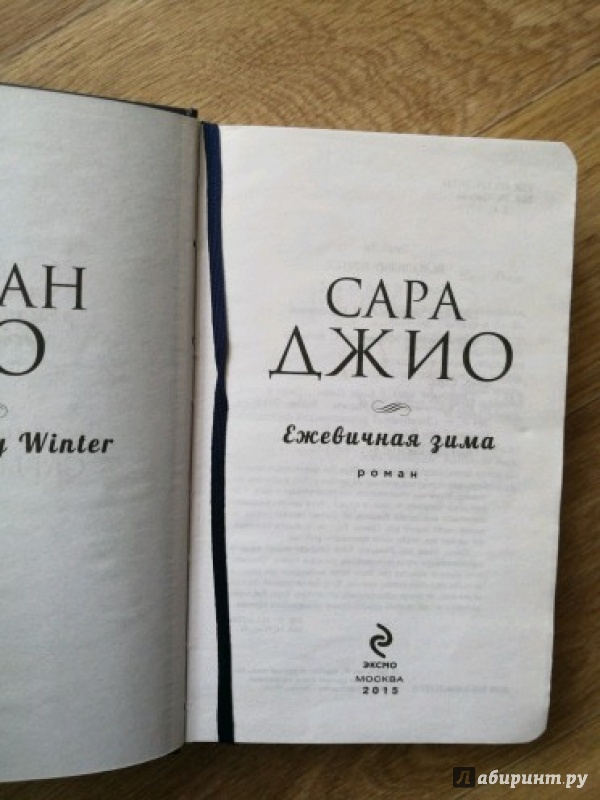 АН
О
y Winter
САРА
ДЖИО
Ежевичная зима
роман
ЭКСМО
МОСКВА
2015
Лабиринт.ру